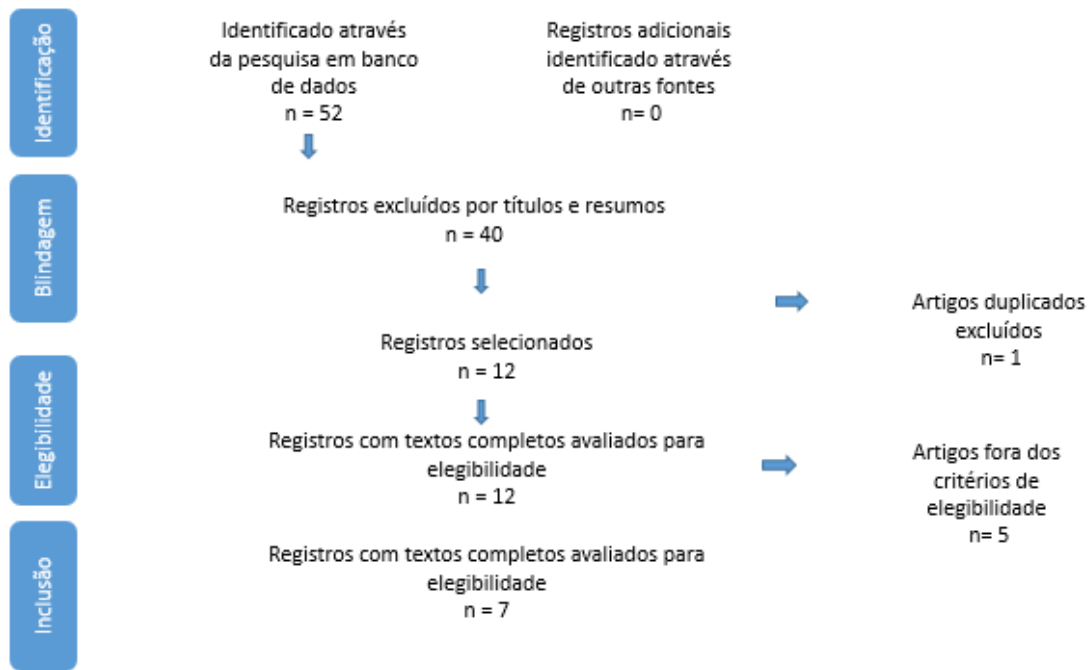 Identificação
Identificado através
da pesquisa em banco
de dados
n = 52
Registros adicionais
identificado através
de outras fontes
n= 0
Blindagem
Registros excluídos por títulos e resumos
n = 40
Artigos duplicados
excluídos
n= 1
Registros selecionados
n = 12
Elegibilidade
Registros com textos completos avaliados para
elegibilidade
n = 12
Artigos fora dos
critérios de
elegibilidade
n= 5
Inclusão
Registros com textos completos avaliados para
elegibilidade
n = 7